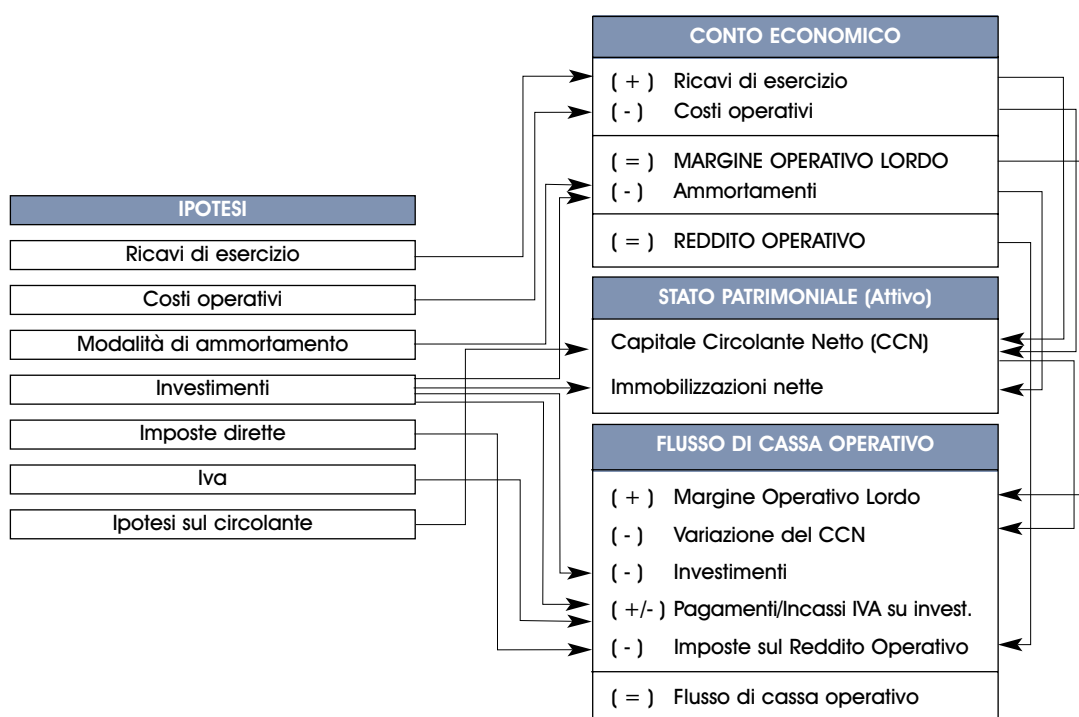 CONTO ECONOMICO
( + ) Ricavi di esercizio
( - ) Costi operativi
( = ) MARGINE OPERATIVO LORDO
( - ) Ammortamenti
( = ) REDDITO OPERATIVO
IPOTESI
Ricavi di esercizio
Costi operativi
Modalità di ammortamento
Investimenti
Imposte dirette
Iva
Ipotesi sul circolante
STATO PATRIMONIALE (Attivo)
Capitale Circolante Netto (CCN)
Immobilizzazioni nette
FLUSSO DI CASSA OPERATIVO
( + ) Margine Operativo Lordo
( - ) Variazione del CCN
( - ) Investimenti
( +/- ) Pagamenti/Incassi IVA su invest.
( - ) Imposte sul Reddito Operativo
( = ) Flusso di cassa operativo